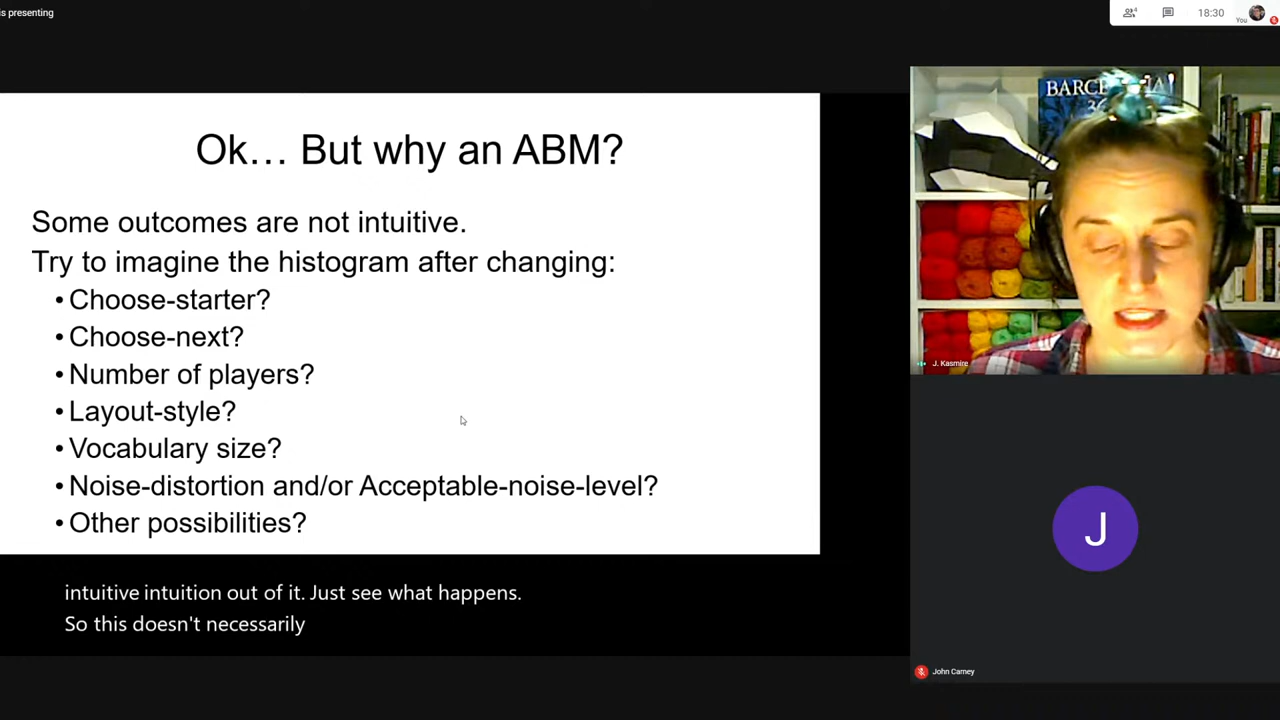 is presenting
4
18:30
You
Ok… But why an ABM?
Some outcomes are not intuitive.
Try to imagine the histogram after changing:
•Choose-starter?
•Choose-next?
•Number of players?
•Layout-style?
•Vocabulary size?
•Noise-distortion and/or Acceptable-noise-level?
•Other possibilities?
intuitive intuition out of it. Just see what happens.
So this doesn't necessarily
J. Kasmire
J
John Carney